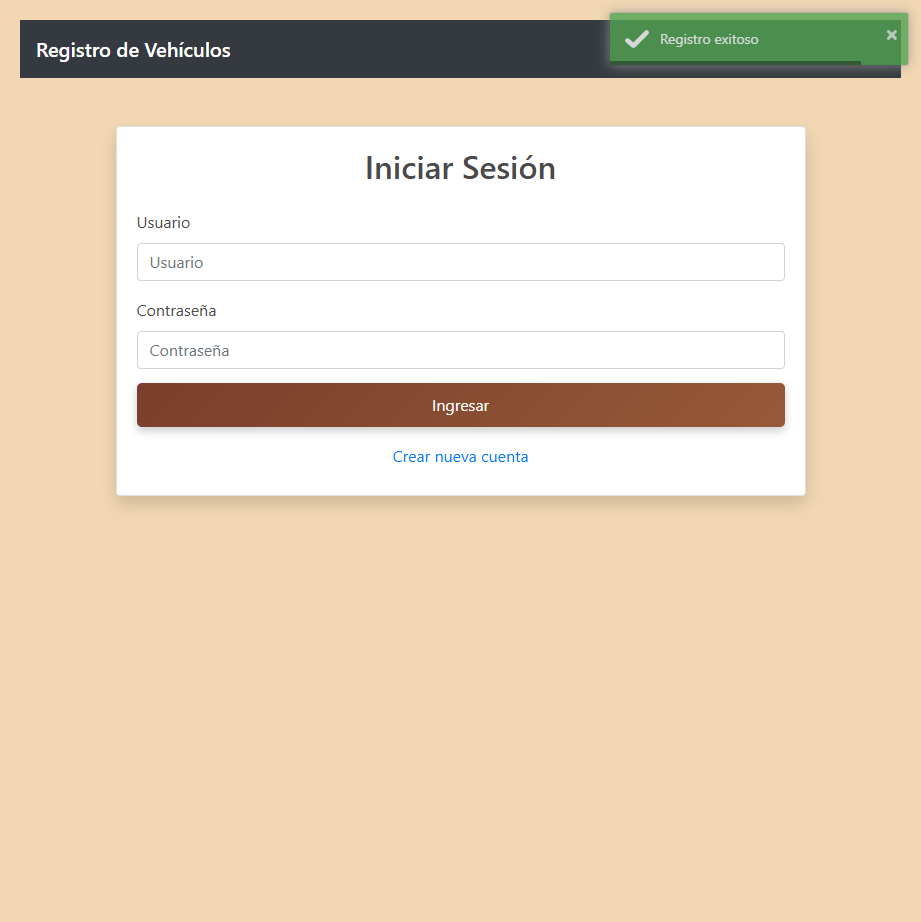 Registro de Vehículos
Registro exitoso
×
Iniciar Sesión
Usuario
Usuario
Contraseña
Contraseña
Ingresar
Crear nueva cuenta